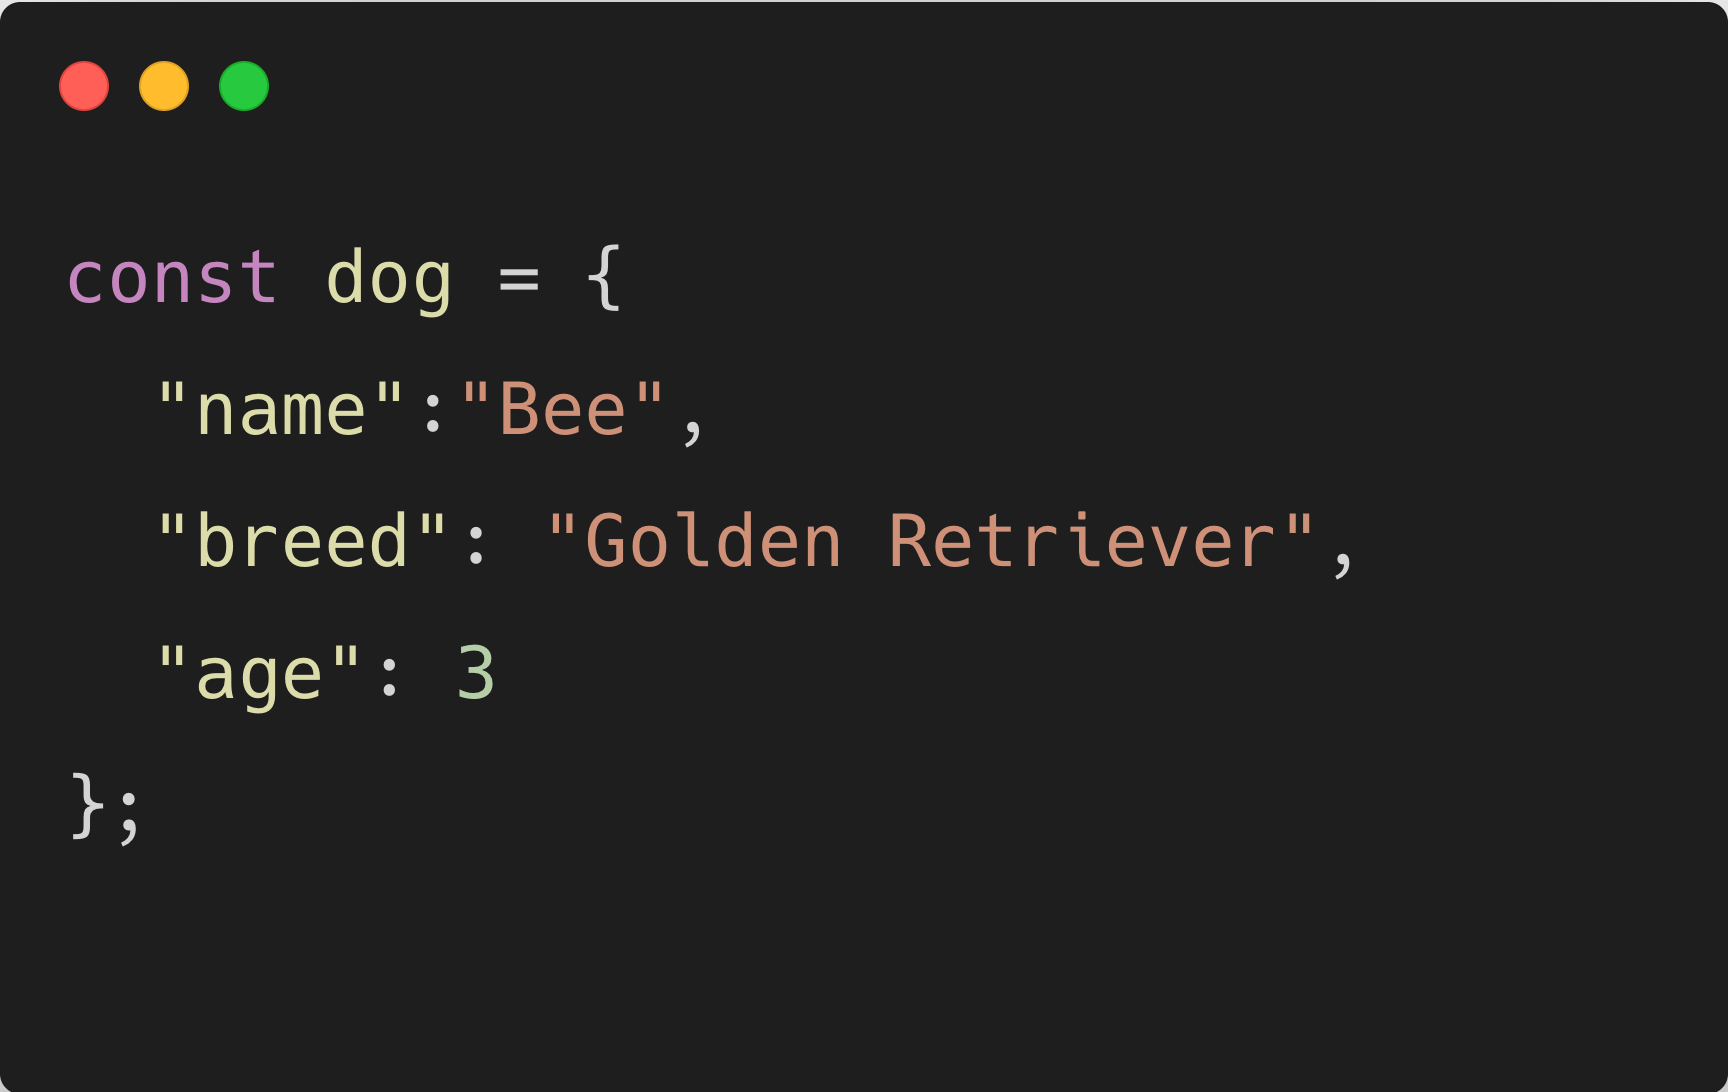 const dog = {
  "name":"Bee",
  "breed": "Golden Retriever",
  "age": 3
};